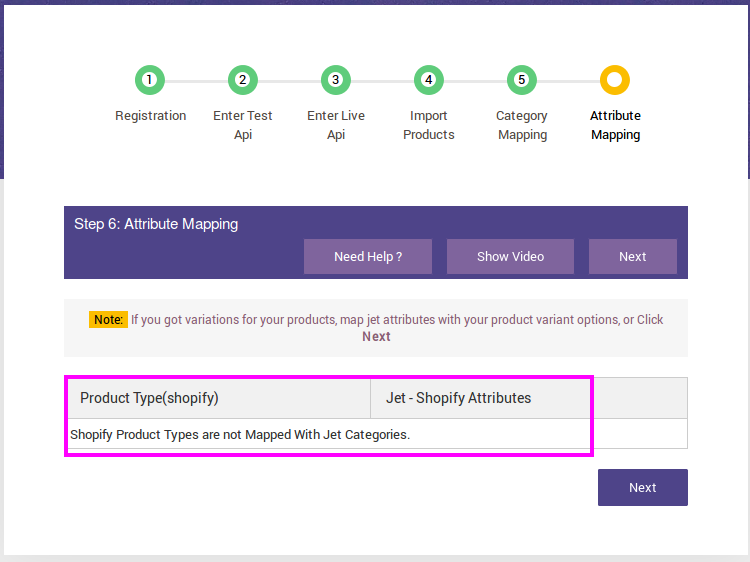 1 2 3 4 5
Registration Enter Test Enter Live Import Category Attribute
Api Api Products Mapping Mapping
Step 6: Attribute Mapping
Need Help ? Show Video Next
Note: If you got variations for your products, map jet attributes with your product variant options, or Click
Next
Product Type(shopify) Jet - Shopify Attributes
Shopify Product Types are not Mapped With Jet Categories.
Next